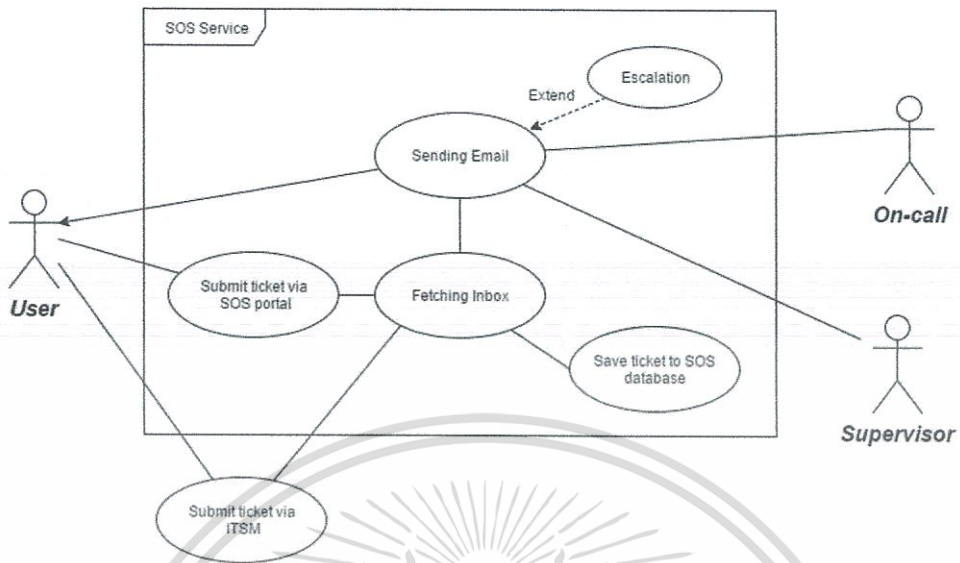 SOS Service
Escalation
Extend
Sending Email
On-call
User
Submit ticket via
SOS portal
Fetching Inbox
Save ticket to SOS
database
Supervisor
Submit ticket via
ITSM